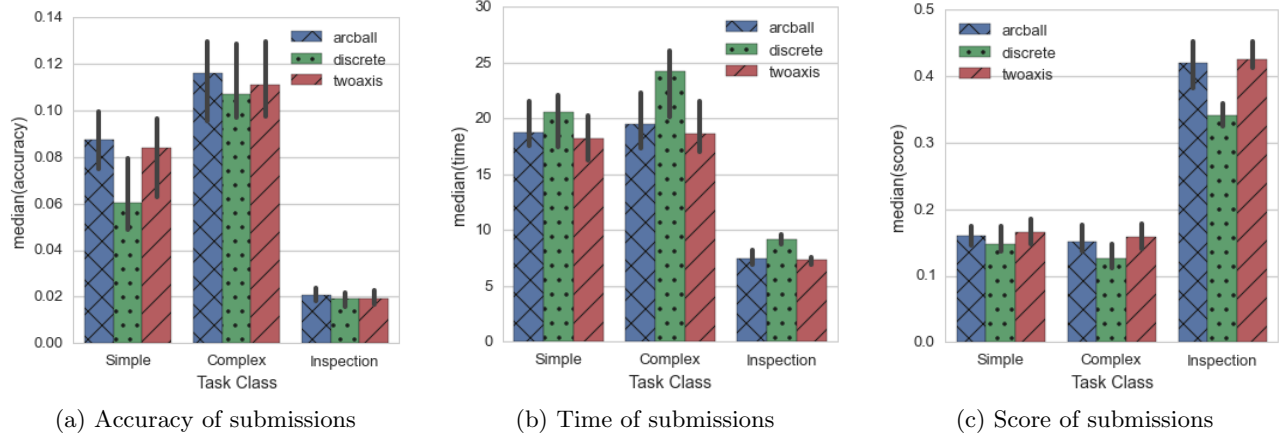 0.14
0.12
0.10
0.08
0.06
0.04
0.02
0.00
median(accuracy)
arcball
discrete
twoaxis
Simple
Complex
Inspection
Task Class
(a) Accuracy of submissions
30
25
20
15
10
5
0
median(time)
arcball
discrete
twoaxis
Simple
Complex
Inspection
Task Class
(b) Time of submissions
0.5
0.4
0.3
0.2
0.1
0.0
median(score)
arcball
discrete
twoaxis
Simple
Complex
Inspection
Task Class
(c) Score of submissions